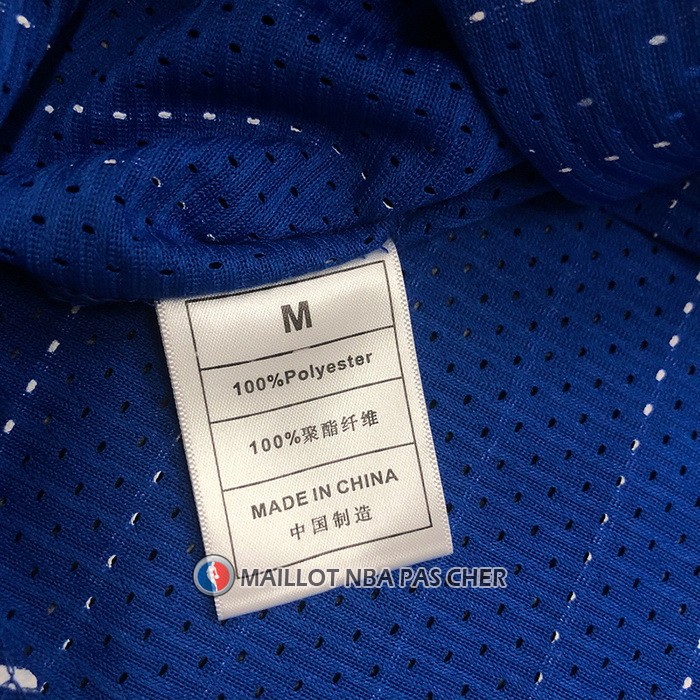 M
100%Polyester
100%聚酯纤维
MADE IN CHINA
中国制造
MAILLOT NBA PAS CHER